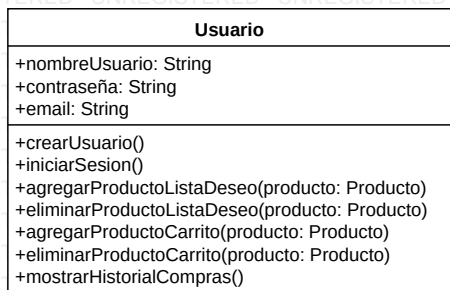 Usuario
+nombreUsuario: String
+contraseña: String
+email: String
+crearUsuario()
+iniciarSesion()
+agregarProductoListaDeseo(producto: Producto)
+eliminarProductoListaDeseo(producto: Producto)
+agregarProductoCarrito(producto: Producto)
+eliminarProductoCarrito(producto: Producto)
+mostrarHistorialCompras()